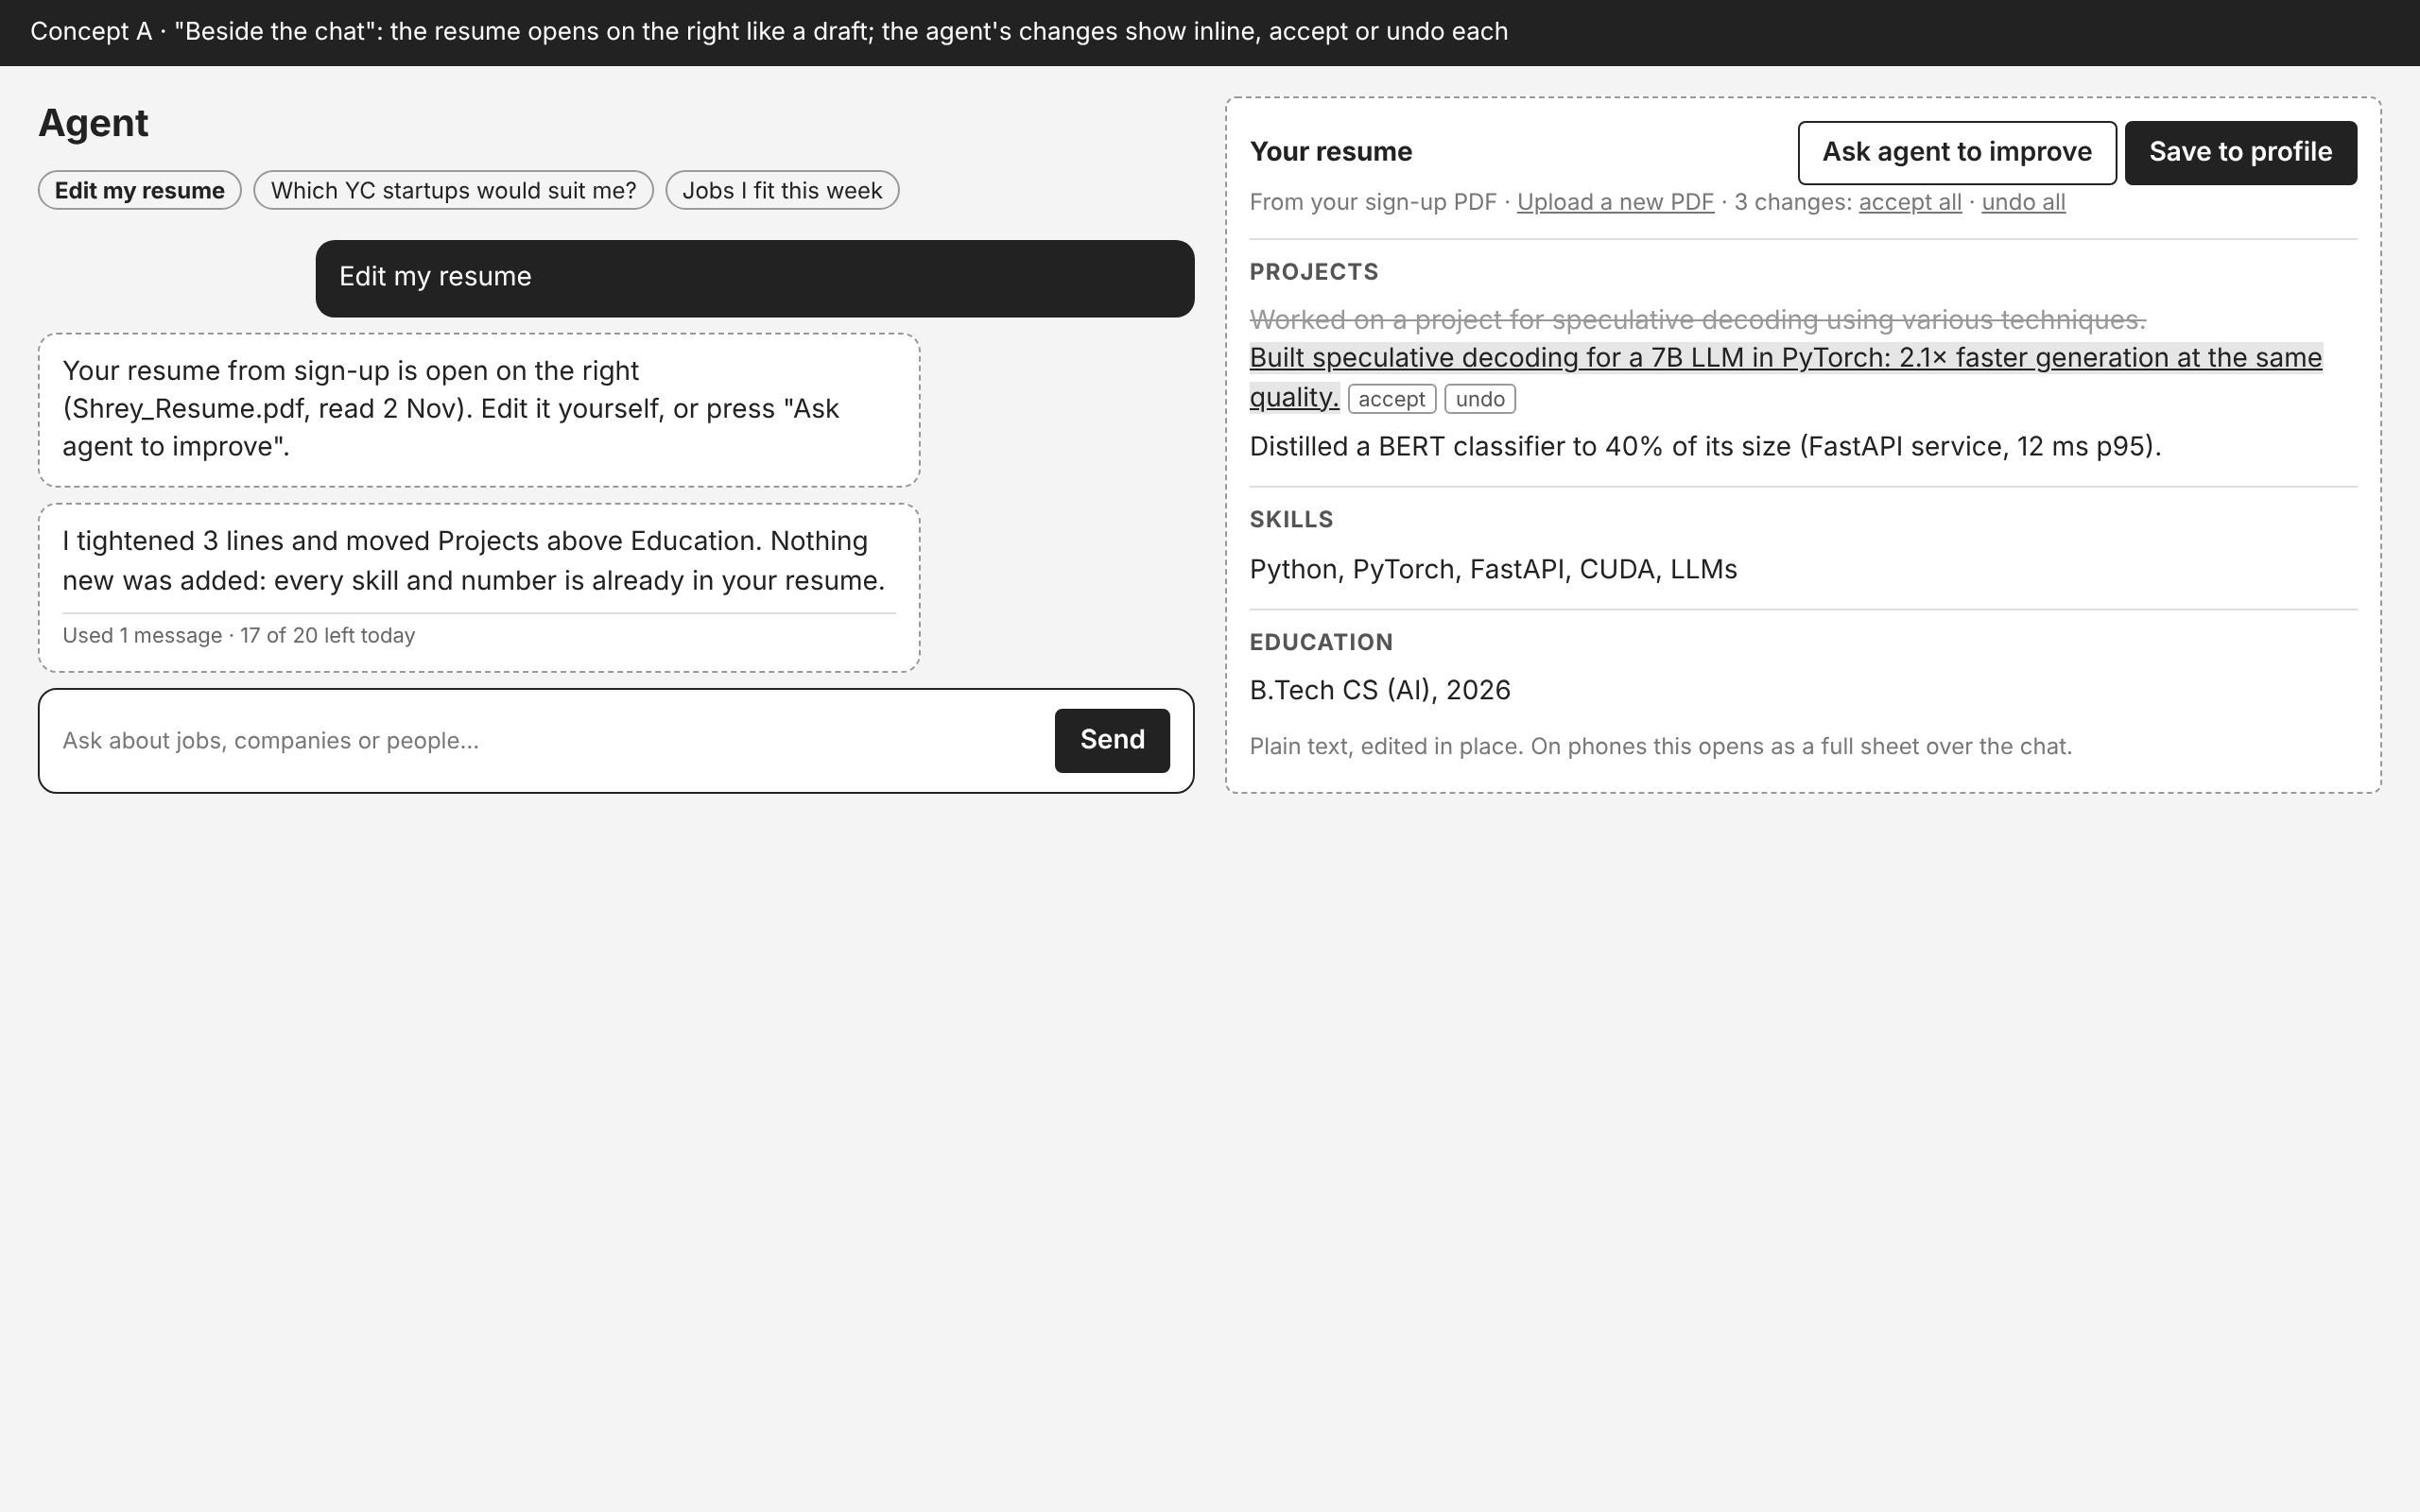 Concept A · "Beside the chat": the resume opens on the right like a draft; the agent's changes show inline, accept or undo each
Agent
Edit my resume
Which YC startups would suit me?
Jobs I fit this week
Edit my resume
Your resume from sign-up is open on the right
(Shrey_Resume.pdf, read 2 Nov). Edit it yourself, or press "Ask
agent to improve".
I tightened 3 lines and moved Projects above Education. Nothing
new was added: every skill and number is already in your resume.
Used 1 message · 17 of 20 left today
Ask about jobs, companies or people...
Send
Your resume
Ask agent to improve
Save to profile
From your sign-up PDF · Upload a new PDF · 3 changes: accept all · undo all
PROJECTS
Worked on a project for speculative decoding using various techniques.
Built speculative decoding for a 7B LLM in PyTorch: 2.1× faster generation at the same
quality. accept undo
Distilled a BERT classifier to 40% of its size (FastAPI service, 12 ms p95).
SKILLS
Python, PyTorch, FastAPI, CUDA, LLMs
EDUCATION
B.Tech CS (AI), 2026
Plain text, edited in place. On phones this opens as a full sheet over the chat.